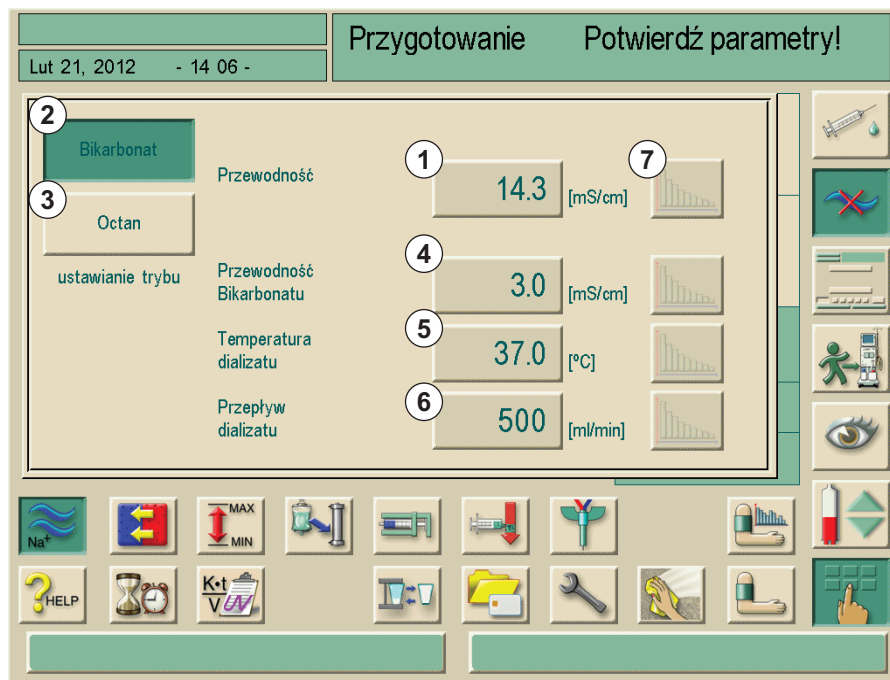 Przygotowanie Potwierdź parametry!
Lut 21, 2012 - 14 06 -
2
Bikarbonat
1
7
Przewodność
14.3 [mS/cm]
3
Octan
ustawianie trybu
4
Przewodność
Bikarbonatu
3.0 [mS/cm]
5
Temperatura
dializatu
37.0 [ºC]
6
Przepływ
dializatu
500 [ml/min]
Na+
MAX
MIN
?HELP
K•t
V
UV